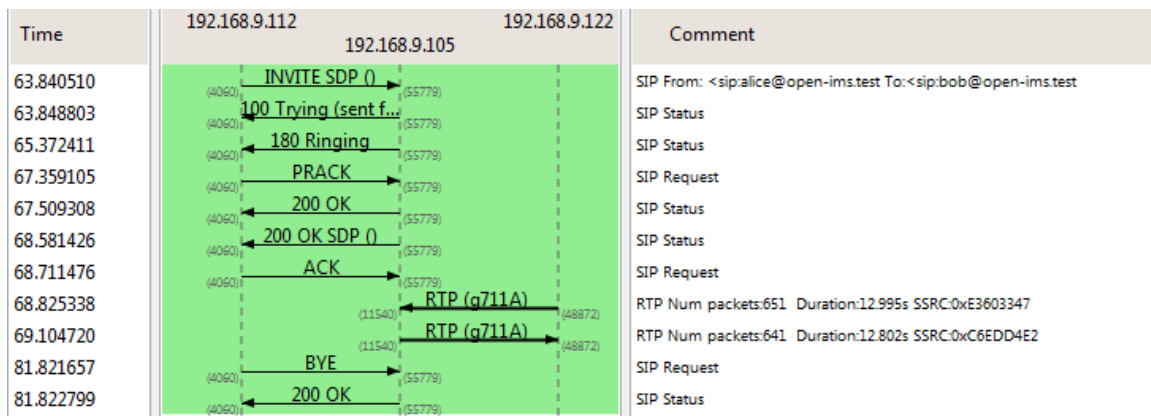 Time 192.168.9.112 192.168.9.105 192.168.9.122 Comment
63.840510 INVITE SDP () (4060) (55779) SIP From: <sip:alice@open-ims.test To:<sip:bob@open-ims.test
63.848803 100 Trying (sent f... (4060) (55779) SIP Status
65.372411 180 Ringing (4060) (55779) SIP Status
67.359105 PRACK (4060) (55779) SIP Request
67.509308 200 OK (4060) (55779) SIP Status
68.581426 200 OK SDP () (4060) (55779) SIP Status
68.711476 ACK (4060) (55779) SIP Request
68.825338 RTP (g711A) (11540) (48872) RTP Num packets:651 Duration:12.995s SSRC:0xE3603347
69.104720 RTP (g711A) (11540) (48872) RTP Num packets:641 Duration:12.802s SSRC:0xC6EDD4E2
81.821657 BYE (4060) (55779) SIP Request
81.822799 200 OK (4060) (55779) SIP Status